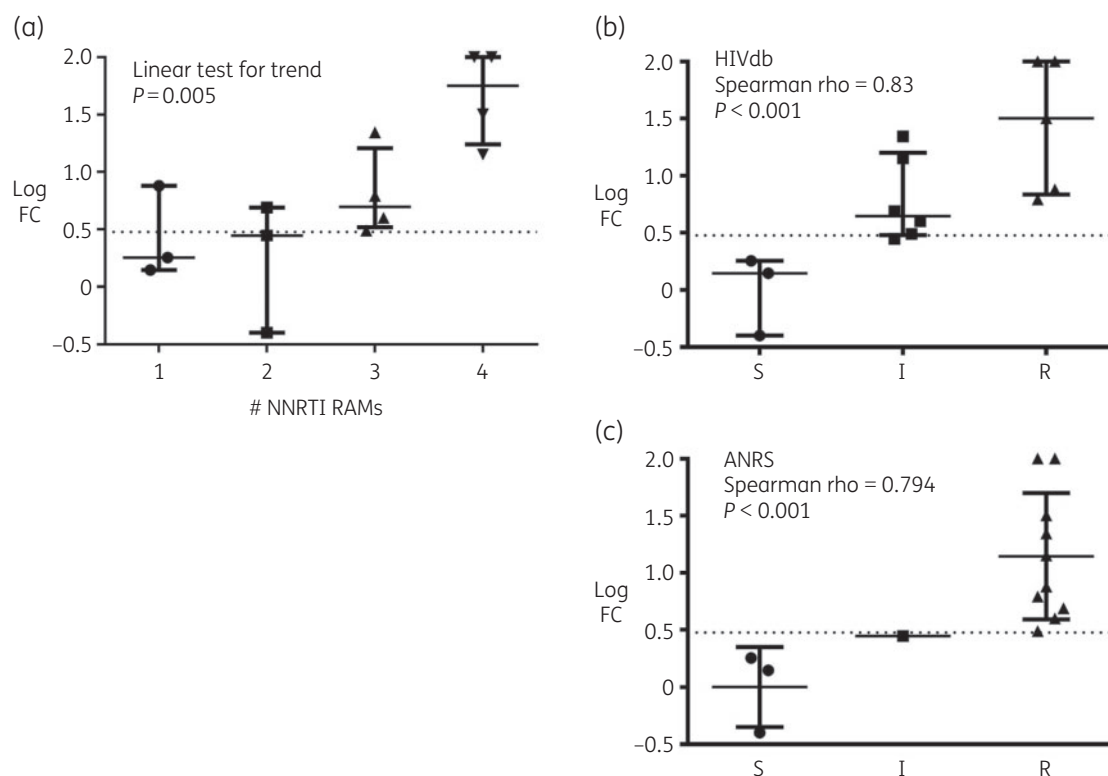 (a)
Linear test for trend
P = 0.005
2.0
1.5
1.0
0.5
0
–0.5
Log
FC
1 2 3 4
# NNRTI RAMs
(b)
HIVdb
Spearman rho = 0.83
P < 0.001
2.0
1.5
1.0
0.5
0
–0.5
Log
FC
S I R
(c)
ANRS
Spearman rho = 0.794
P < 0.001
2.0
1.5
1.0
0.5
0
–0.5
Log
FC
S I R